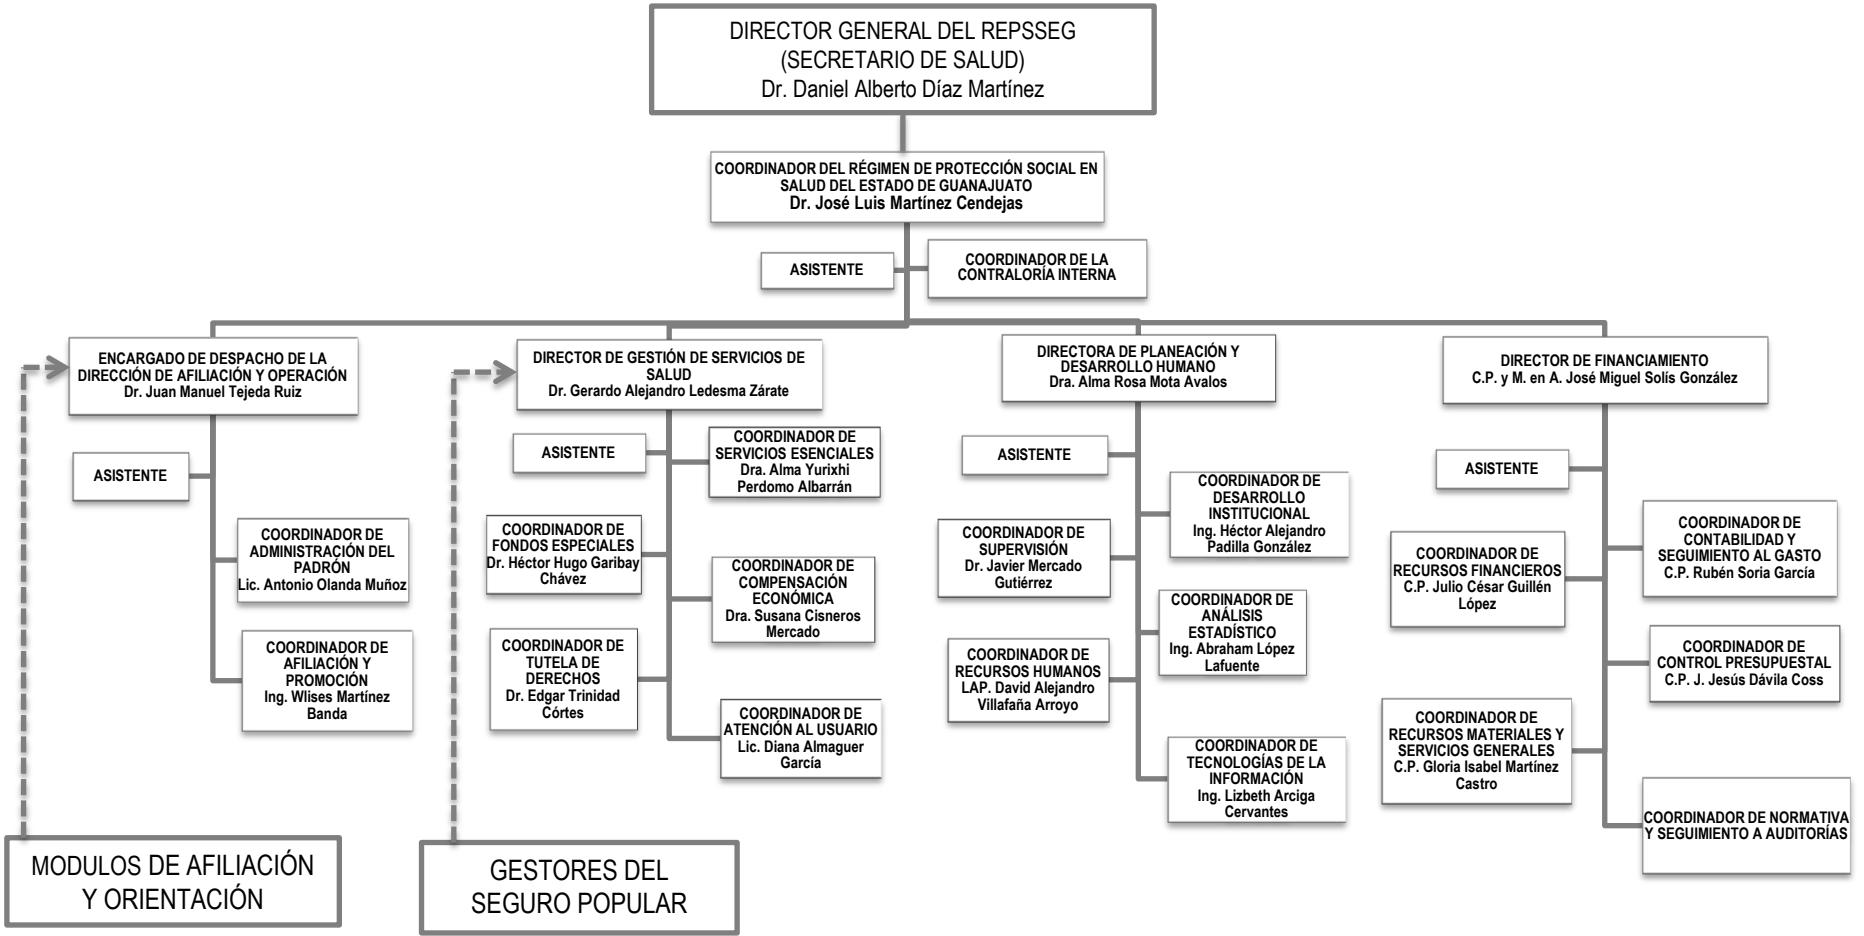 DIRECTOR GENERAL DEL REPSSEG
(SECRETARIO DE SALUD)
Dr. Daniel Alberto Díaz Martínez
COORDINADOR DEL RÉGIMEN DE PROTECCIÓN SOCIAL EN
SALUD DEL ESTADO DE GUANAJUATO
Dr. José Luis Martínez Cendejas
ASISTENTE
COORDINADOR DE LA
CONTRALORÍA INTERNA
ENCARGADO DE DESPACHO DE LA
DIRECCIÓN DE AFILIACIÓN Y OPERACIÓN
Dr. Juan Manuel Tejeda Ruiz
ASISTENTE
COORDINADOR DE
ADMINISTRACIÓN DEL
PADRÓN
Lic. Antonio Olanda Muñoz
COORDINADOR DE
AFILIACIÓN Y
PROMOCIÓN
Ing. Wlises Martínez
Banda
MODULOS DE AFILIACIÓN
Y ORIENTACIÓN
DIRECTOR DE GESTIÓN DE SERVICIOS DE
SALUD
Dr. Gerardo Alejandro Ledesma Zárate
ASISTENTE
COORDINADOR DE
SERVICIOS ESENCIALES
Dra. Alma Yurixhi
Perdomo Albarrán
COORDINADOR DE
FONDOS ESPECIALES
Dr. Héctor Hugo Garibay
Chávez
COORDINADOR DE
COMPENSACIÓN
ECONÓMICA
Dra. Susana Cisneros
Mercado
COORDINADOR DE
TUTELA DE
DERECHOS
Dr. Edgar Trinidad
Córtes
COORDINADOR DE
ATENCIÓN AL USUARIO
Lic. Diana Almaguer
García
GESTORES DEL
SEGURO POPULAR
DIRECTORA DE PLANEACIÓN Y
DESARROLLO HUMANO
Dra. Alma Rosa Mota Avalos
ASISTENTE
COORDINADOR DE
DESARROLLO
INSTITUCIONAL
Ing. Héctor Alejandro
Padilla González
COORDINADOR DE
SUPERVISIÓN
Dr. Javier Mercado
Gutiérrez
COORDINADOR DE
ANÁLISIS
ESTADÍSTICO
Ing. Abraham López
Lafuente
COORDINADOR DE
RECURSOS HUMANOS
LAP. David Alejandro
Villafaña Arroyo
COORDINADOR DE
TECNOLOGÍAS DE LA
INFORMACIÓN
Ing. Lizbeth Arciga
Cervantes
DIRECTOR DE FINANCIAMIENTO
C.P. y M. en A. José Miguel Solís González
ASISTENTE
COORDINADOR DE
CONTABILIDAD Y
SEGUIMIENTO AL GASTO
C.P. Rubén Soria García
COORDINADOR DE
RECURSOS FINANCIEROS
C.P. Julio César Guillén
López
COORDINADOR DE
CONTROL PRESUPUESTAL
C.P. J. Jesús Dávila Coss
COORDINADOR DE
RECURSOS MATERIALES Y
SERVICIOS GENERALES
C.P. Gloria Isabel Martínez
Castro
COORDINADOR DE NORMATIVA
Y SEGUIMIENTO A AUDITORÍAS